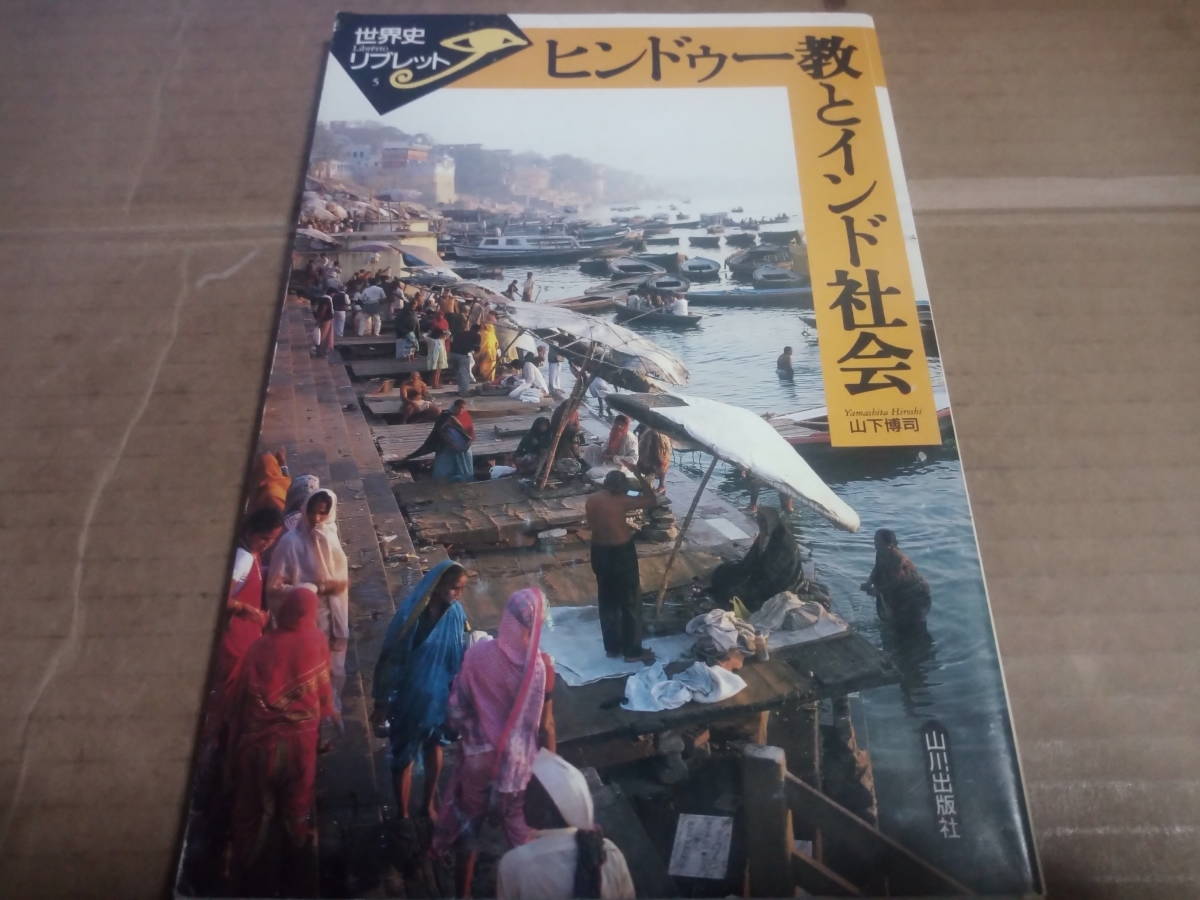 世界史
Libretto
リブレット
5
ヒンドゥー教とインド社会
Yamashita Hiroshi
山下博司
山川出版社